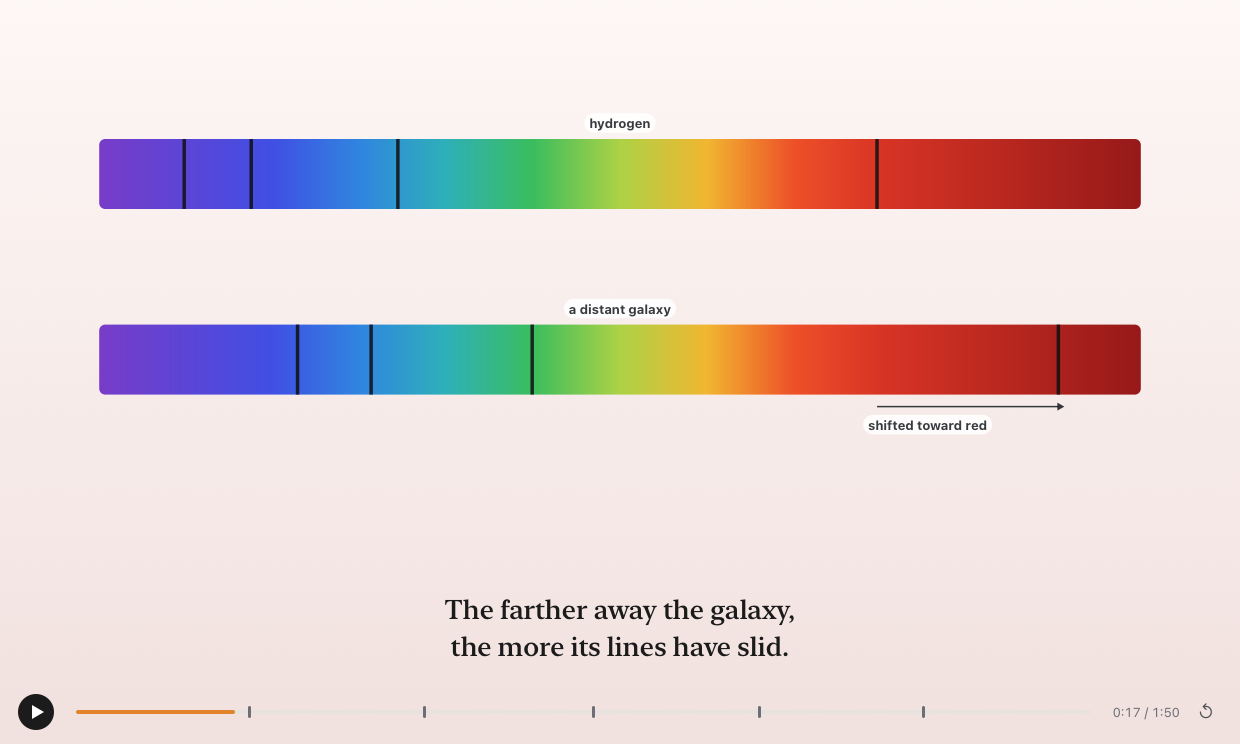 hydrogen
a distant galaxy
shifted toward red
The farther away the galaxy,
the more its lines have slid.
0:17 / 1:50